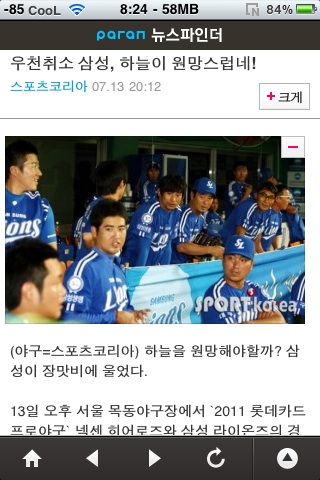 -85 CooL 8:24 - 58MB N 84%
paran 뉴스파인더
우천취소 삼성, 하늘이 원망스럽네!
스포츠코리아 07.13 20:12
+ 크게
SAMSUNG
SPORTkorea
(야구=스포츠코리아) 하늘을 원망해야할까? 삼
성이 장맛비에 울었다.
13일 오후 서울 목동야구장에서 `2011 롯데카드
프로야구` 넥센 히어로즈와 삼성 라이온즈의 경